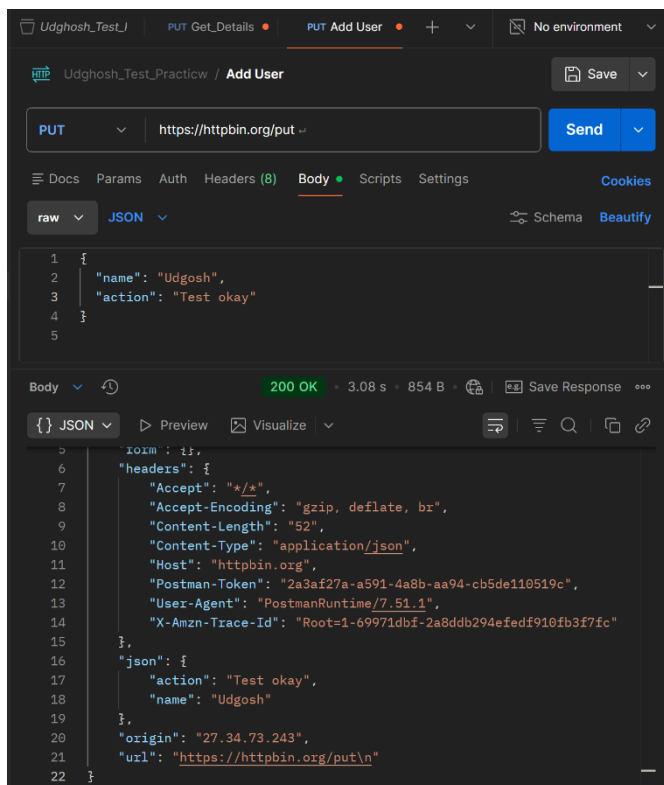 Udghosh_Test_I PUT Get_Details PUT Add User No environment
HTTP Udghosh_Test_Practicw / Add User Save
PUT https://httpbin.org/put ↵ Send
Docs Params Auth Headers (8) Body Scripts Settings Cookies
raw JSON Schema Beautify
1 {
2 "name": "Udgosh",
3 "action": "Test okay"
4 }
5
Body 200 OK • 3.08 s • 854 B • e.g. Save Response
{} JSON Preview Visualize
5 "form": {},
6 "headers": {
7 "Accept": "*/*",
8 "Accept-Encoding": "gzip, deflate, br",
9 "Content-Length": "52",
10 "Content-Type": "application/json",
11 "Host": "httpbin.org",
12 "Postman-Token": "2a3af27a-a591-4a8b-aa94-cb5de110519c",
13 "User-Agent": "PostmanRuntime/7.51.1",
14 "X-Amzn-Trace-Id": "Root=1-69971dbf-2a8ddb294efedf910fb3f7fc"
15 },
16 "json": {
17 "action": "Test okay",
18 "name": "Udgosh"
19 },
20 "origin": "27.34.73.243",
21 "url": "https://httpbin.org/put\n"
22 }